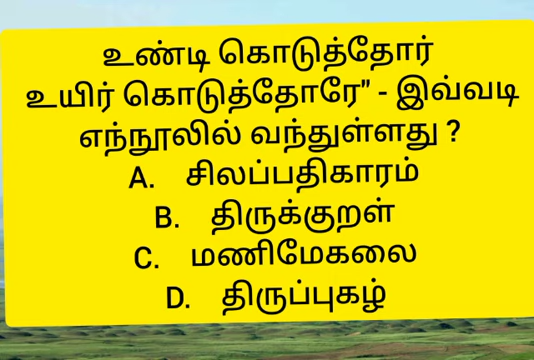 உண்டி கொடுத்தோர்
உயிர் கொடுத்தோரே" - இவ்வடி
எந்நூலில் வந்துள்ளது ?
A. சிலப்பதிகாரம்
B. திருக்குறள்
C. மணிமேகலை
D. திருப்புகழ்